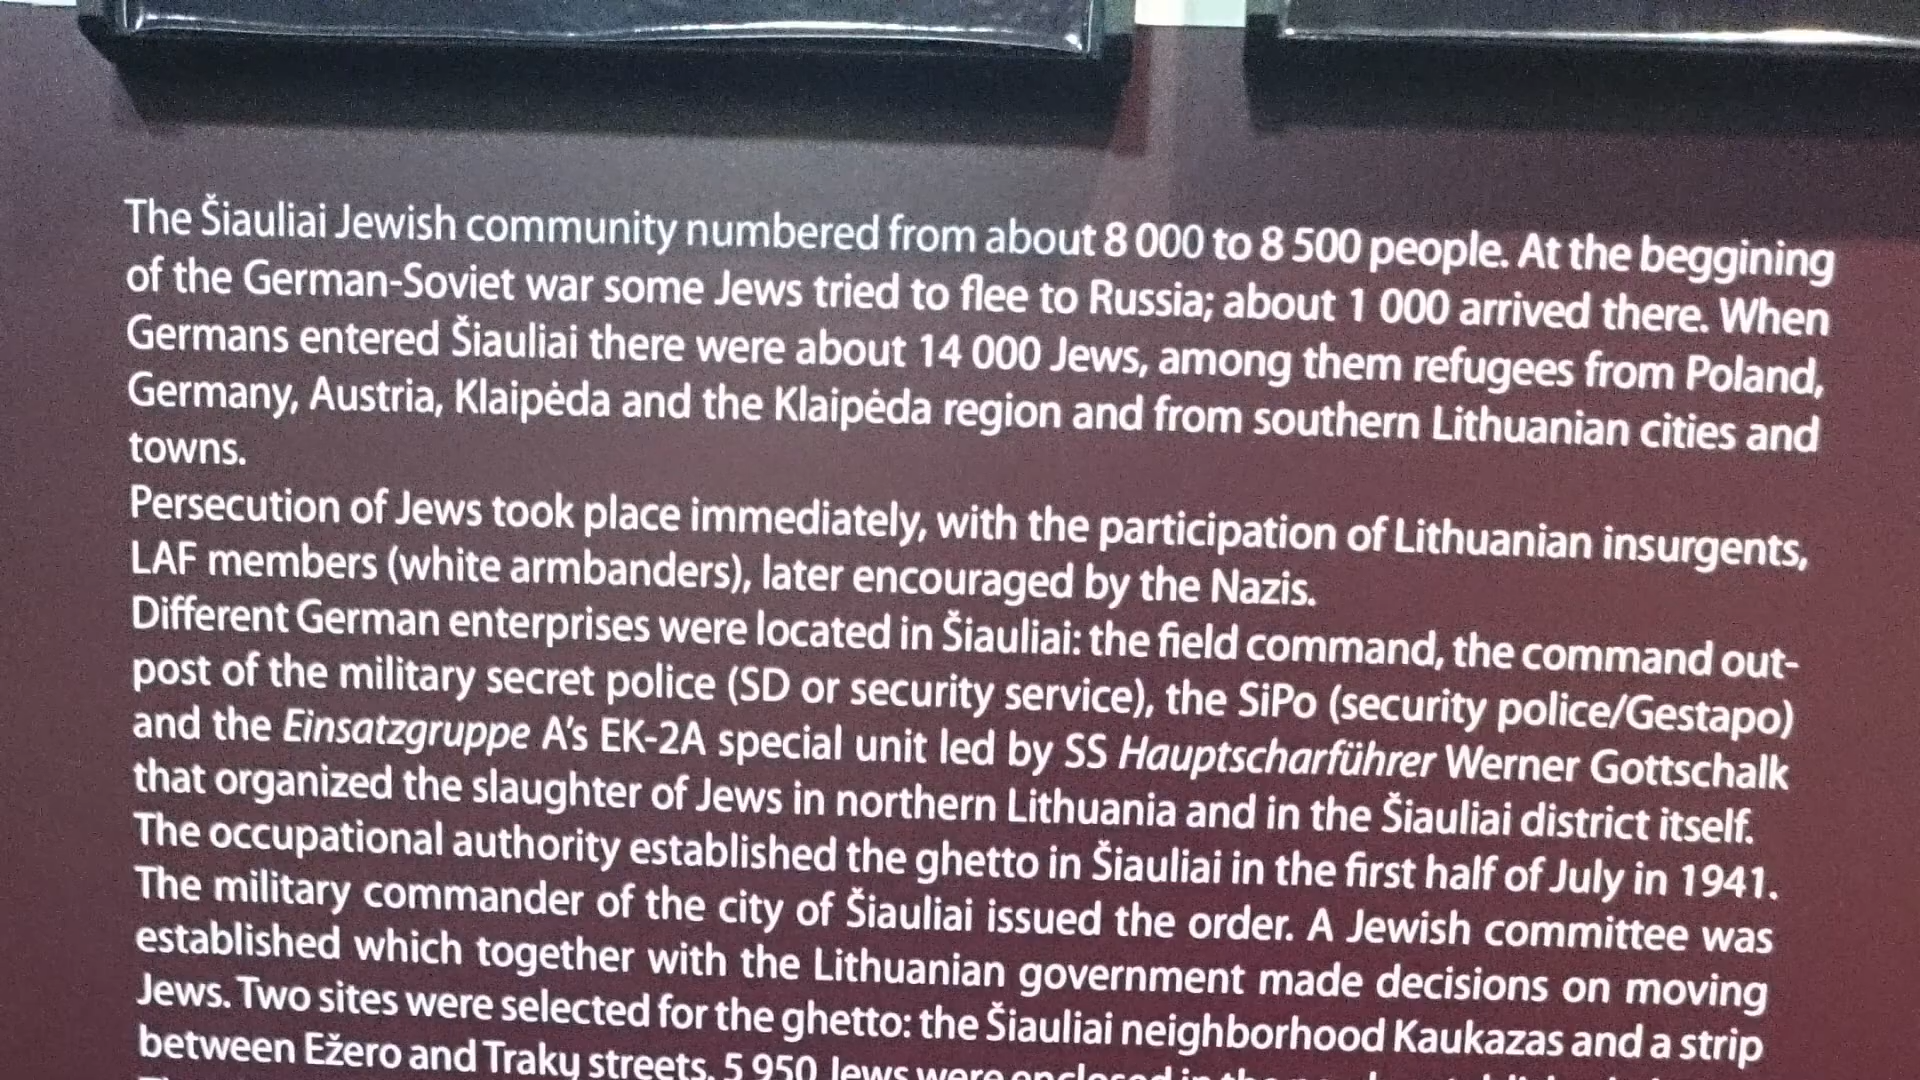 The Šiauliai Jewish community numbered from about 8 000 to 8 500 people. At the beggining
of the German-Soviet war some Jews tried to flee to Russia; about 1 000 arrived there. When
Germans entered Šiauliai there were about 14 000 Jews, among them refugees from Poland,
Germany, Austria, Klaipėda and the Klaipėda region and from southern Lithuanian cities and
towns.
Persecution of Jews took place immediately, with the participation of Lithuanian insurgents,
LAF members (white armbanders), later encouraged by the Nazis.
Different German enterprises were located in Šiauliai: the field command, the command out-
post of the military secret police (SD or security service), the SiPo (security police/Gestapo)
and the Einsatzgruppe A's EK-2A special unit led by SS Hauptscharführer Werner Gottschalk
that organized the slaughter of Jews in northern Lithuania and in the Šiauliai district itself.
The occupational authority established the ghetto in Šiauliai in the first half of July in 1941.
The military commander of the city of Šiauliai issued the order. A Jewish committee was
established which together with the Lithuanian government made decisions on moving
Jews. Two sites were selected for the ghetto: the Šiauliai neighborhood Kaukazas and a strip
between Ežero and Traky streets. 5 950 Jews were enclosed in the